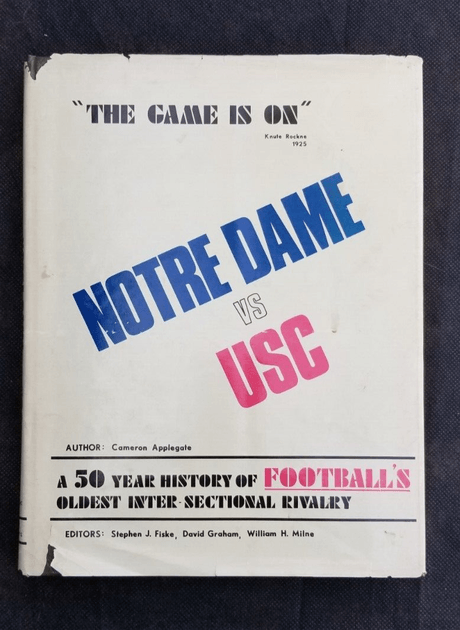 "THE GAME IS ON"
Knute Rockne
1925
NOTRE DAME
VS
USC
AUTHOR: Cameron Applegate
A 50 YEAR HISTORY OF FOOTBALL'S
OLDEST INTER-SECTIONAL RIVALRY
EDITORS: Stephen J. Fiske, David Graham, William H. Milne